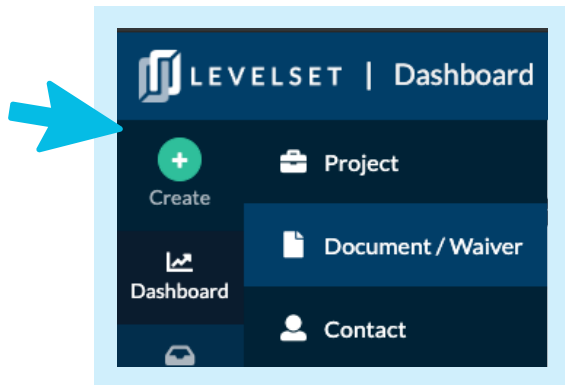 LEVELSET | Dashboard
Create
Project
Dashboard
Document / Waiver
Contact